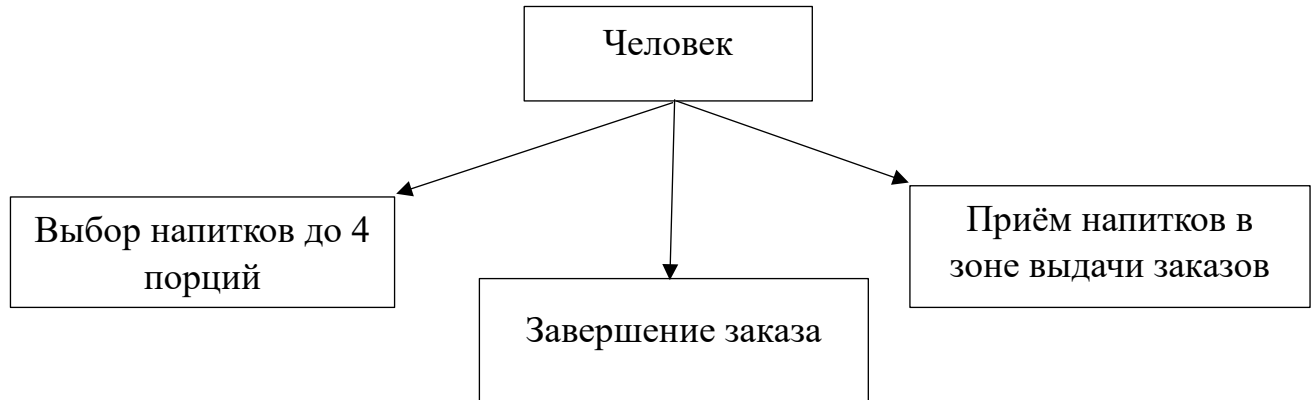 Человек
Выбор напитков до 4
порций
Завершение заказа
Приём напитков в
зоне выдачи заказов